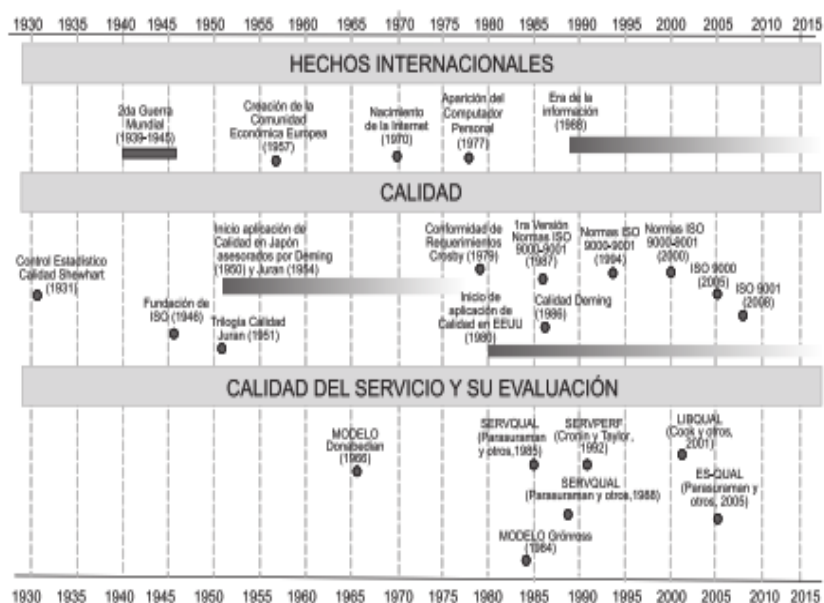 1930 1935 1940 1945 1950 1955 1960 1965 1970 1975 1980 1985 1990 1995 2000 2005 2010 2015
HECHOS INTERNACIONALES
2da Guerra
Mundial
(1939-1945)
Creación de la
Comunidad
Económica Europea
(1957)
Nacimiento
de la Internet
(1970)
Aparición del
Computador
Personal
(1977)
Era de la
información
(1988)
CALIDAD
Control Estadístico
Calidad Shewhart
(1931)
Fundación de
ISO (1946)
Inicio aplicación de
Calidad en Japón
asesorados por Deming
(1950) y Juran (1954)
Trilogía Calidad
Juran (1951)
Conformidad de
Requerimientos
Crosby (1979)
Inicio de
aplicación de
Calidad en EEUU
(1980)
1ra Versión
Normas ISO
9000-9001
(1987)
Calidad Deming
(1986)
Normas ISO
9000-9001
(1994)
Normas ISO
9000-9001
(2000)
ISO 9000
(2005)
ISO 9001
(2008)
CALIDAD DEL SERVICIO Y SU EVALUACIÓN
MODELO
Donabedian
(1966)
SERVQUAL
(Parasuraman
y otros,1985)
SERVPERF
(Cronin y Taylor,
1992)
SERVQUAL
(Parasuraman y otros,1988)
MODELO Grönross
(1984)
LIBQUAL
(Cook y otros,
2001)
ES-QUAL
(Parasuraman y
otros, 2005)
1930 1935 1940 1945 1950 1955 1960 1965 1970 1975 1980 1985 1990 1995 2000 2005 2010 2015